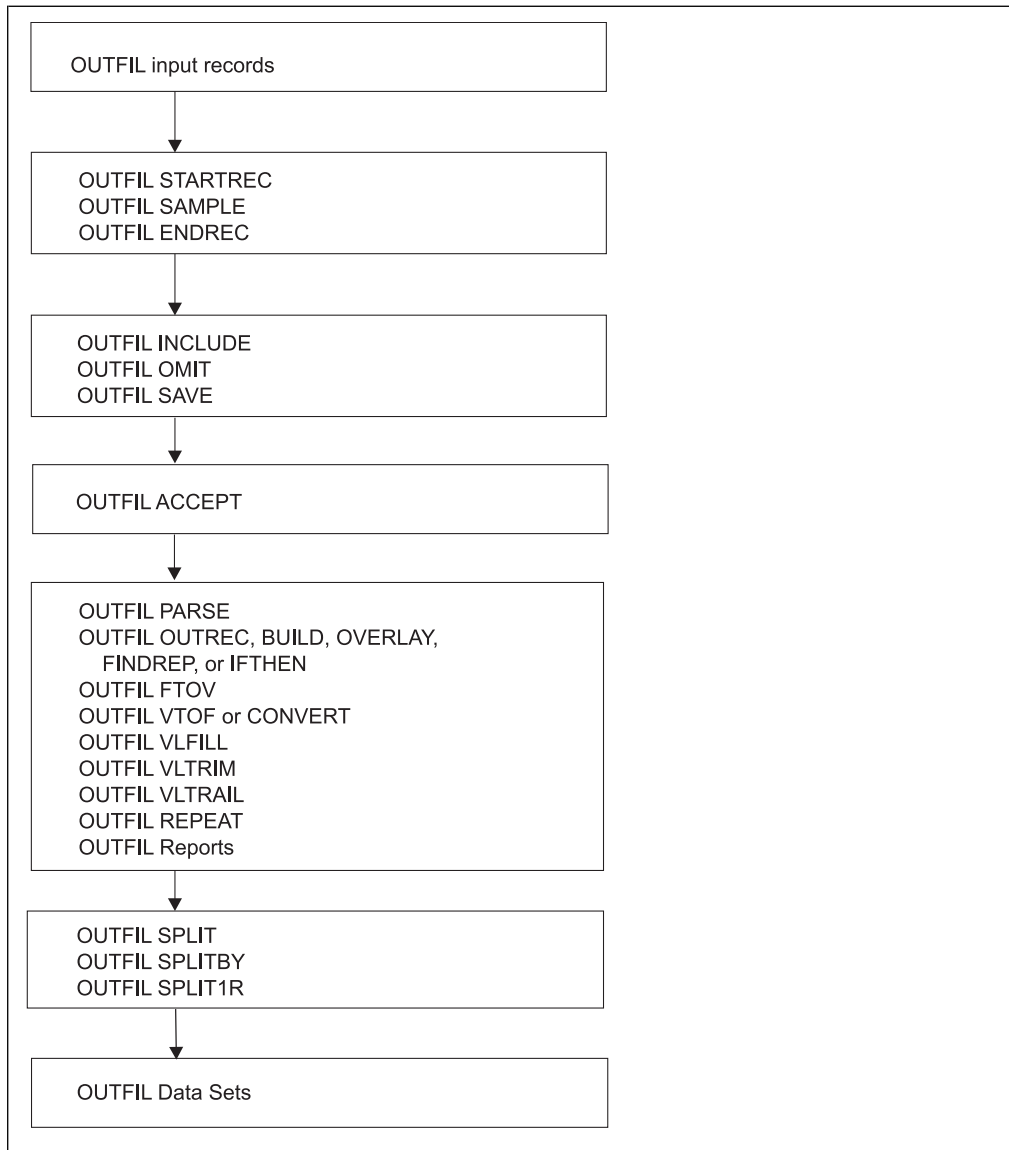 OUTFIL input records
OUTFIL STARTREC
OUTFIL SAMPLE
OUTFIL ENDREC
OUTFIL INCLUDE
OUTFIL OMIT
OUTFIL SAVE
OUTFIL ACCEPT
OUTFIL PARSE
OUTFIL OUTREC, BUILD, OVERLAY,
FINDREP, or IFTHEN
OUTFIL FTOV
OUTFIL VTOF or CONVERT
OUTFIL VLFILL
OUTFIL VLTRIM
OUTFIL VLTRAIL
OUTFIL REPEAT
OUTFIL Reports
OUTFIL SPLIT
OUTFIL SPLITBY
OUTFIL SPLIT1R
OUTFIL Data Sets